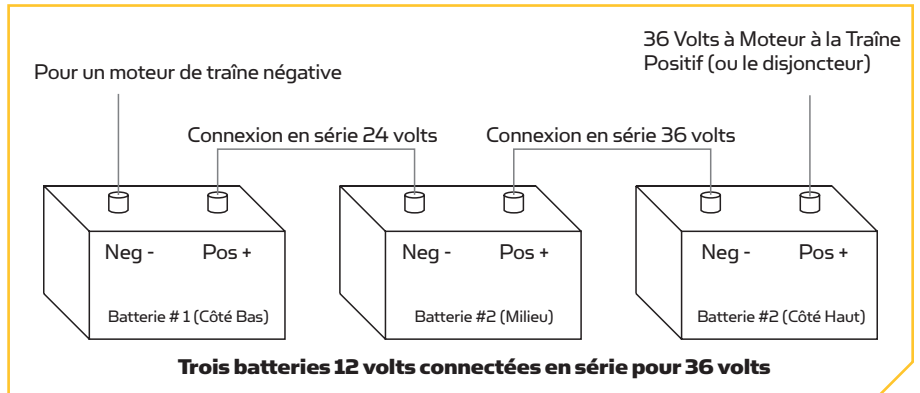 36 Volts à Moteur à la Traîne
Positif (ou le disjoncteur)
Pour un moteur de traîne négative
Connexion en série 24 volts
Connexion en série 36 volts
Neg -
Pos +
Neg -
Pos +
Neg -
Pos +
Batterie # 1 (Côté Bas)
Batterie #2 (Milieu)
Batterie #2 (Côté Haut)
Trois batteries 12 volts connectées en série pour 36 volts